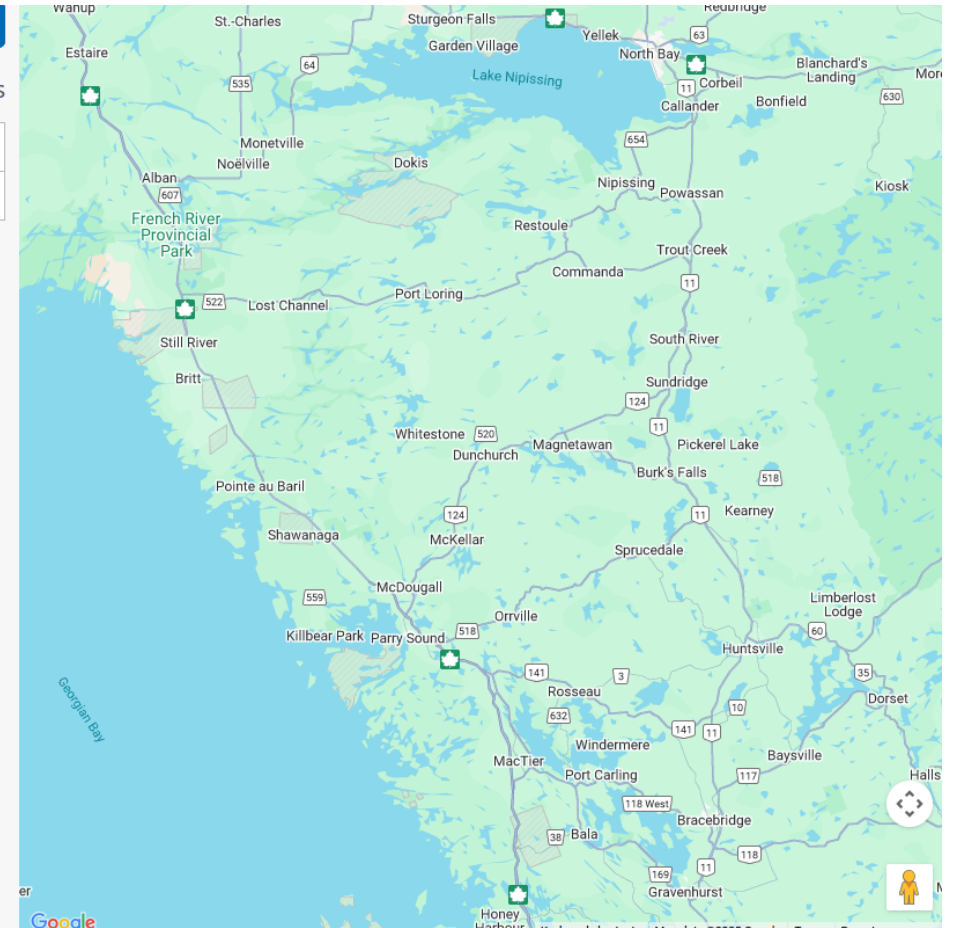 Wanup
St.-Charles
Sturgeon Falls
Redbridge
Garden Village
Yellek
63
Estaire
64
North Bay
Blanchard's
Landing
Lake Nipissing
535
11
Corbeil
630
Callander
Bonfield
654
Monetville
Noëlville
Dokis
Alban
Nipissing
Powassan
Kiosk
607
French River
Provincial
Park
Restoule
Trout Creek
Commanda
11
522
Lost Channel
Port Loring
Still River
South River
Britt
Sundridge
124
11
Whitestone
520
Magnetawan
Pickerel Lake
Dunchurch
Burk's Falls
518
Pointe au Baril
124
11
Kearney
Shawanaga
McKellar
Sprucedale
McDougall
559
Limberlost
Lodge
Orrville
518
60
Killbear Park
Parry Sound
Huntsville
141
3
35
Rosseau
Dorset
Georgian Bay
632
10
141
11
Windermere
Baysville
MacTier
Port Carling
117
Halls
118 West
Bracebridge
38
Bala
118
11
169
Gravenhurst
er
Honey
Harbour
Google